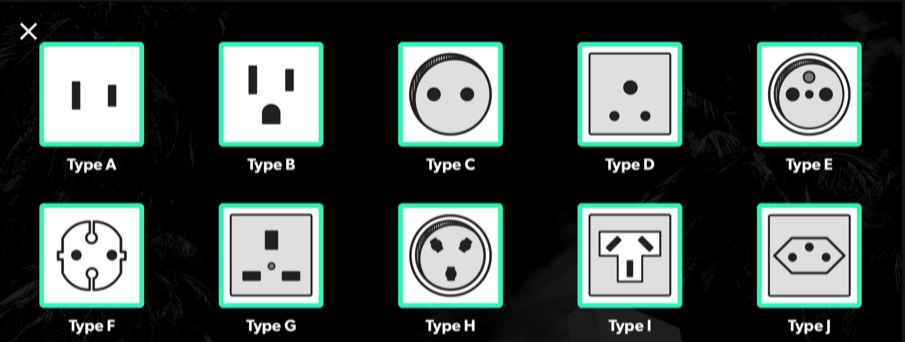 Type A
Type B
Type C
Type D
Type E
Type F
Type G
Type H
Type I
Type J